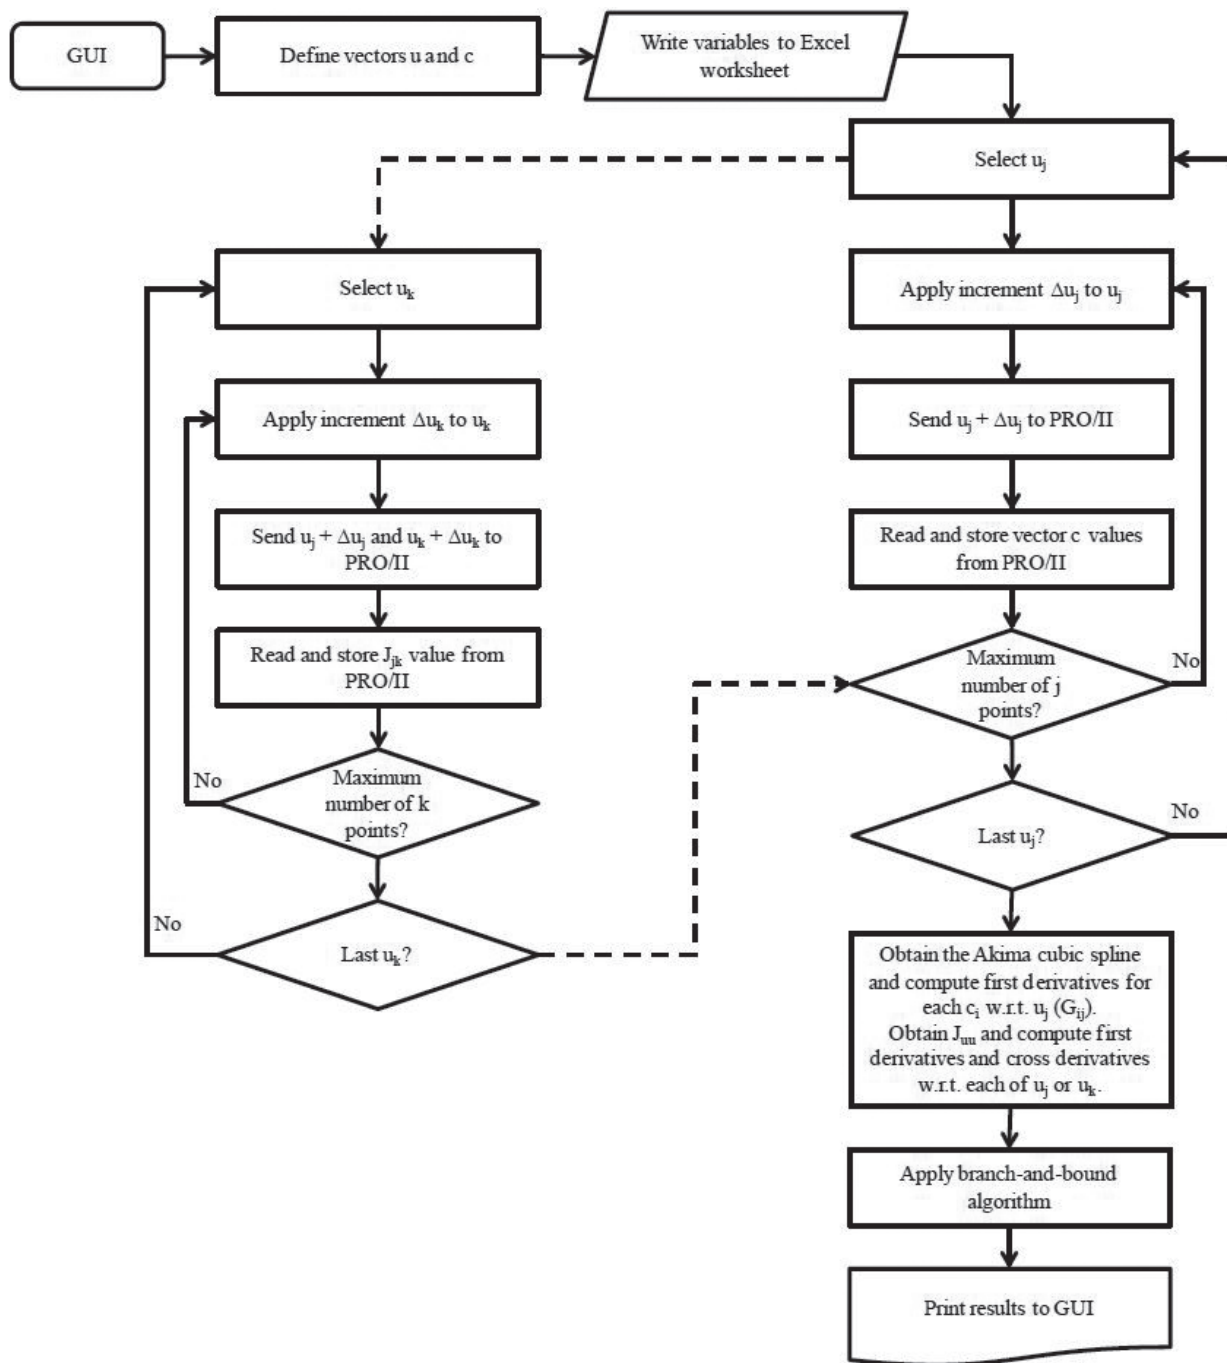 GUI
Define vectors u and c
Write variables to Excel
worksheet
Select uj
Select uk
Apply increment Δuj to uj
Apply increment Δuk to uk
Send uj + Δuj to PRO/II
Send uj + Δuj and uk + Δuk to
PRO/II
Read and store vector c values
from PRO/II
Read and store Jjk value from
PRO/II
Maximum
number of j
points?
No
Maximum
number of k
points?
No
Last uj?
No
Last uk?
No
Obtain the Akima cubic spline
and compute first derivatives for
each ci w.r.t. uj (Gij).
Obtain Juu and compute first
derivatives and cross derivatives
w.r.t. each of uj or uk.
Apply branch-and-bound
algorithm
Print results to GUI